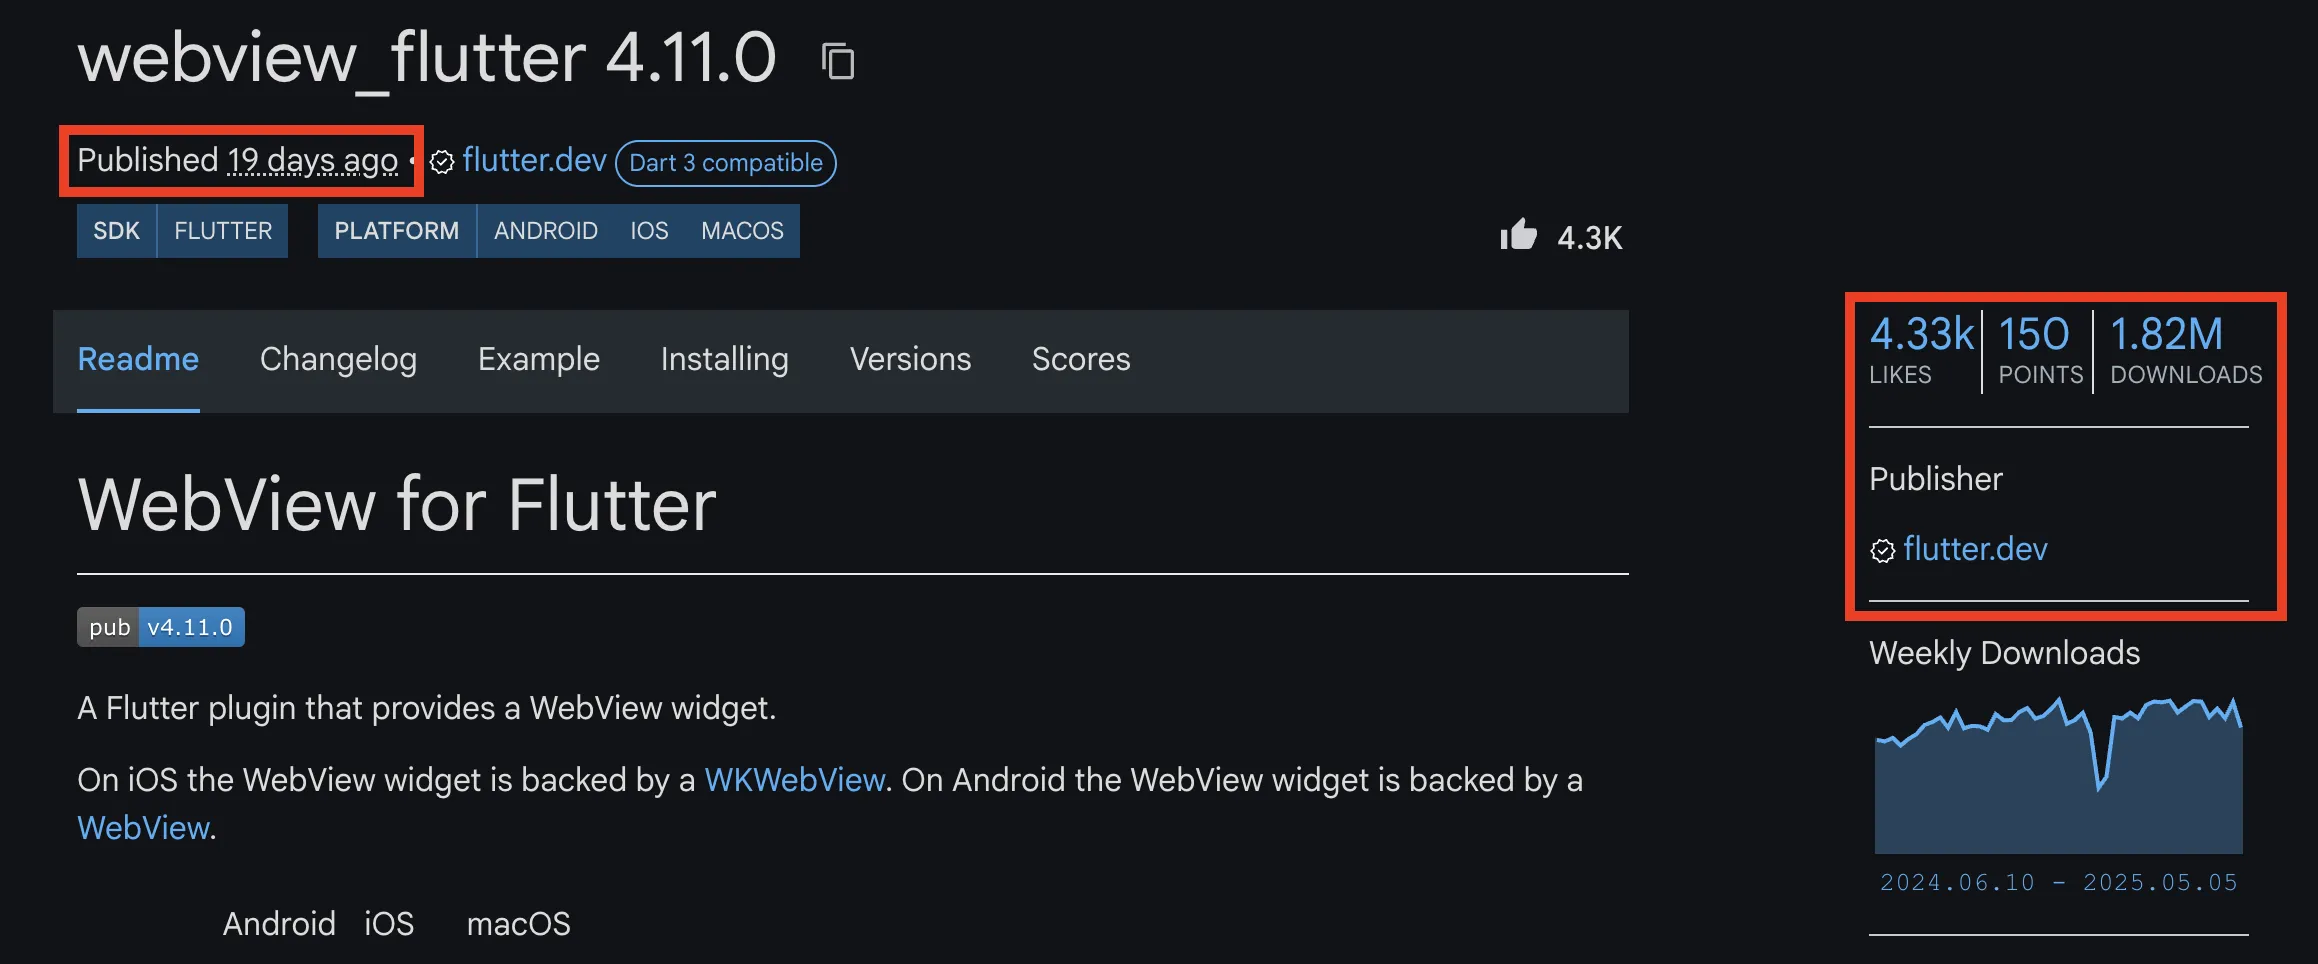 webview_flutter 4.11.0
Published 19 days ago • flutter.dev Dart 3 compatible
SDK FLUTTER PLATFORM ANDROID IOS MACOS
4.3K
Readme Changelog Example Installing Versions Scores
WebView for Flutter
pub v4.11.0
A Flutter plugin that provides a WebView widget.
On iOS the WebView widget is backed by a WKWebView. On Android the WebView widget is backed by a
WebView.
Android iOS macOS
4.33k 150 1.82M
LIKES POINTS DOWNLOADS
Publisher
flutter.dev
Weekly Downloads
2024.06.10 - 2025.05.05